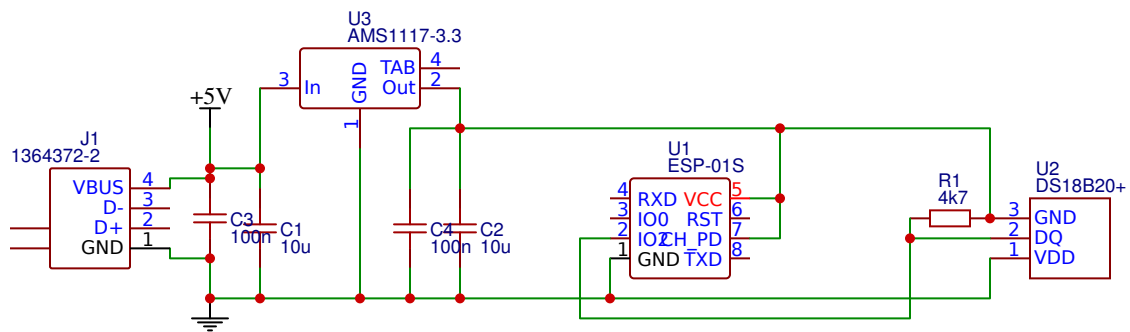 U3
AMS1117-3.3
TAB 4
3 In GND Out 2
1
+5V
J1
1364372-2
VBUS 4
D- 3
D+ 2
GND 1
C3
100n
C1
10u
C4
100n
C2
10u
U1
ESP-01S
4 RXD VCC 5
3 IO0 RST 6
2 IO2 CH_PD 7
1 GND TXD 8
R1
4k7
U2
DS18B20+
3 GND
2 DQ
1 VDD